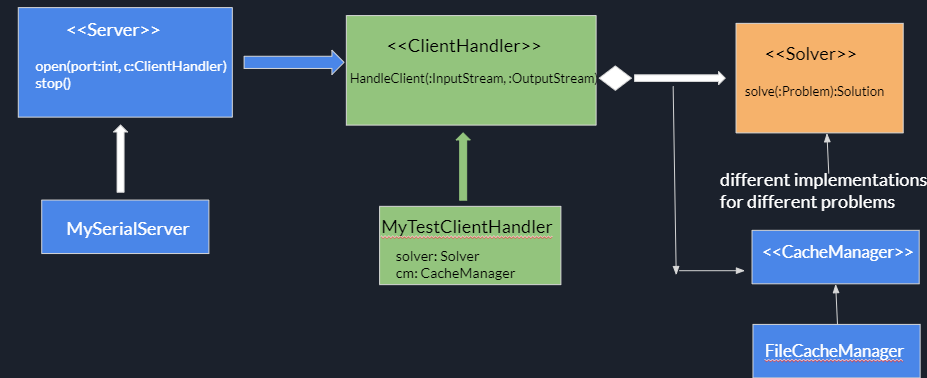 <<Server>>
open(port:int, c:ClientHandler)
stop()
<<ClientHandler>>
HandleClient(:InputStream, :OutputStream)
<<Solver>>
solve(:Problem):Solution
different implementations
for different problems
MySerialServer
MyTestClientHandler
solver: Solver
cm: CacheManager
<<CacheManager>>
FileCacheManager